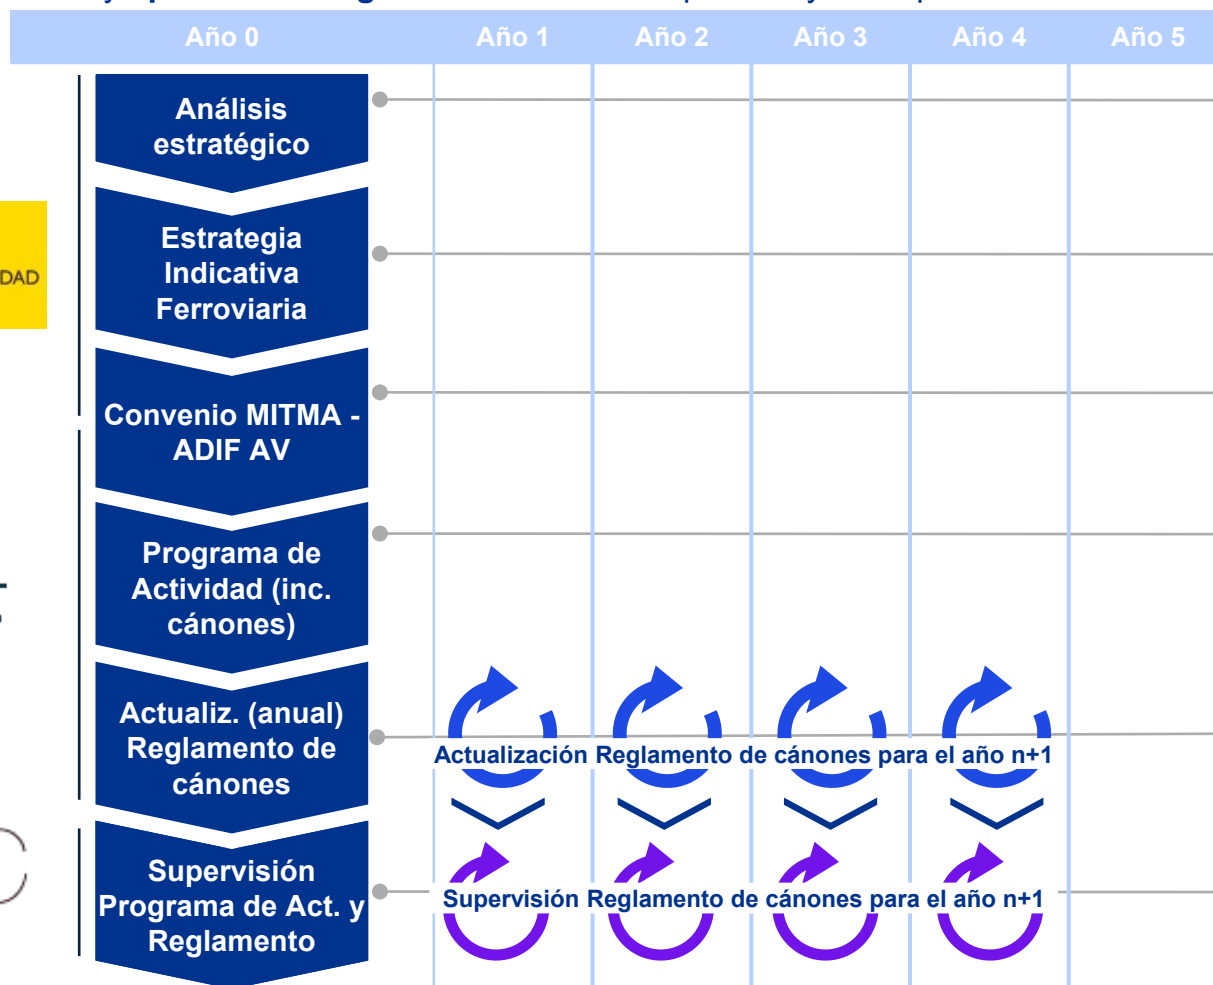 Año 0 Año 1 Año 2 Año 3 Año 4 Año 5
Análisis
estratégico
Estrategia
Indicativa
Ferroviaria
DAD
Convenio MITMA -
ADIF AV
Programa de
Actividad (inc.
cánones)
Actualiz. (anual)
Reglamento de
cánones
Actualización Reglamento de cánones para el año n+1
Supervisión
Programa de Act. y
Reglamento
Supervisión Reglamento de cánones para el año n+1